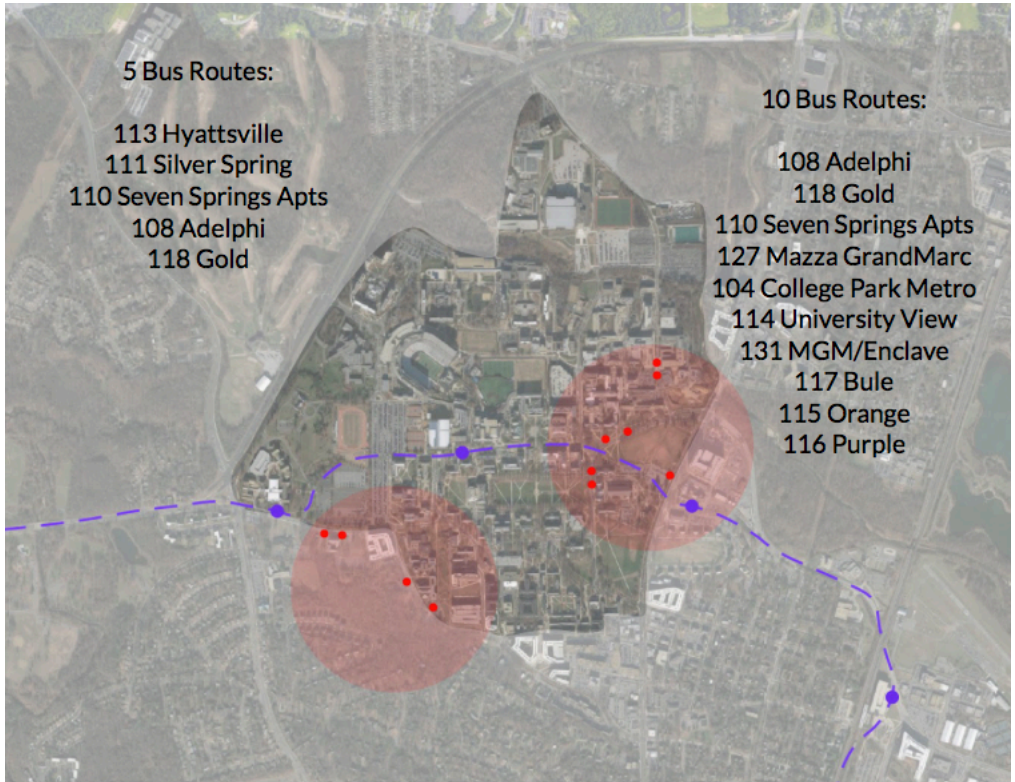 5 Bus Routes:
113 Hyattsville
111 Silver Spring
110 Seven Springs Apts
108 Adelphi
118 Gold
10 Bus Routes:
108 Adelphi
118 Gold
110 Seven Springs Apts
127 Mazza GrandMarc
104 College Park Metro
114 University View
131 MGM/Enclave
117 Bule
115 Orange
116 Purple